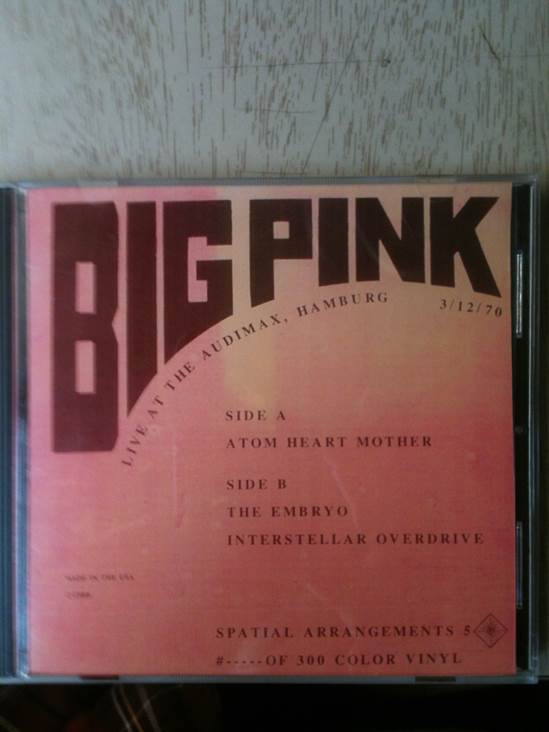 BIG PINK
LIVE AT THE AUDIMAX, HAMBURG 3/12/70
SIDE A
ATOM HEART MOTHER
SIDE B
THE EMBRYO
INTERSTELLAR OVERDRIVE
MADE IN THE USA
SPATIAL ARRANGEMENTS 5
#-----OF 300 COLOR VINYL